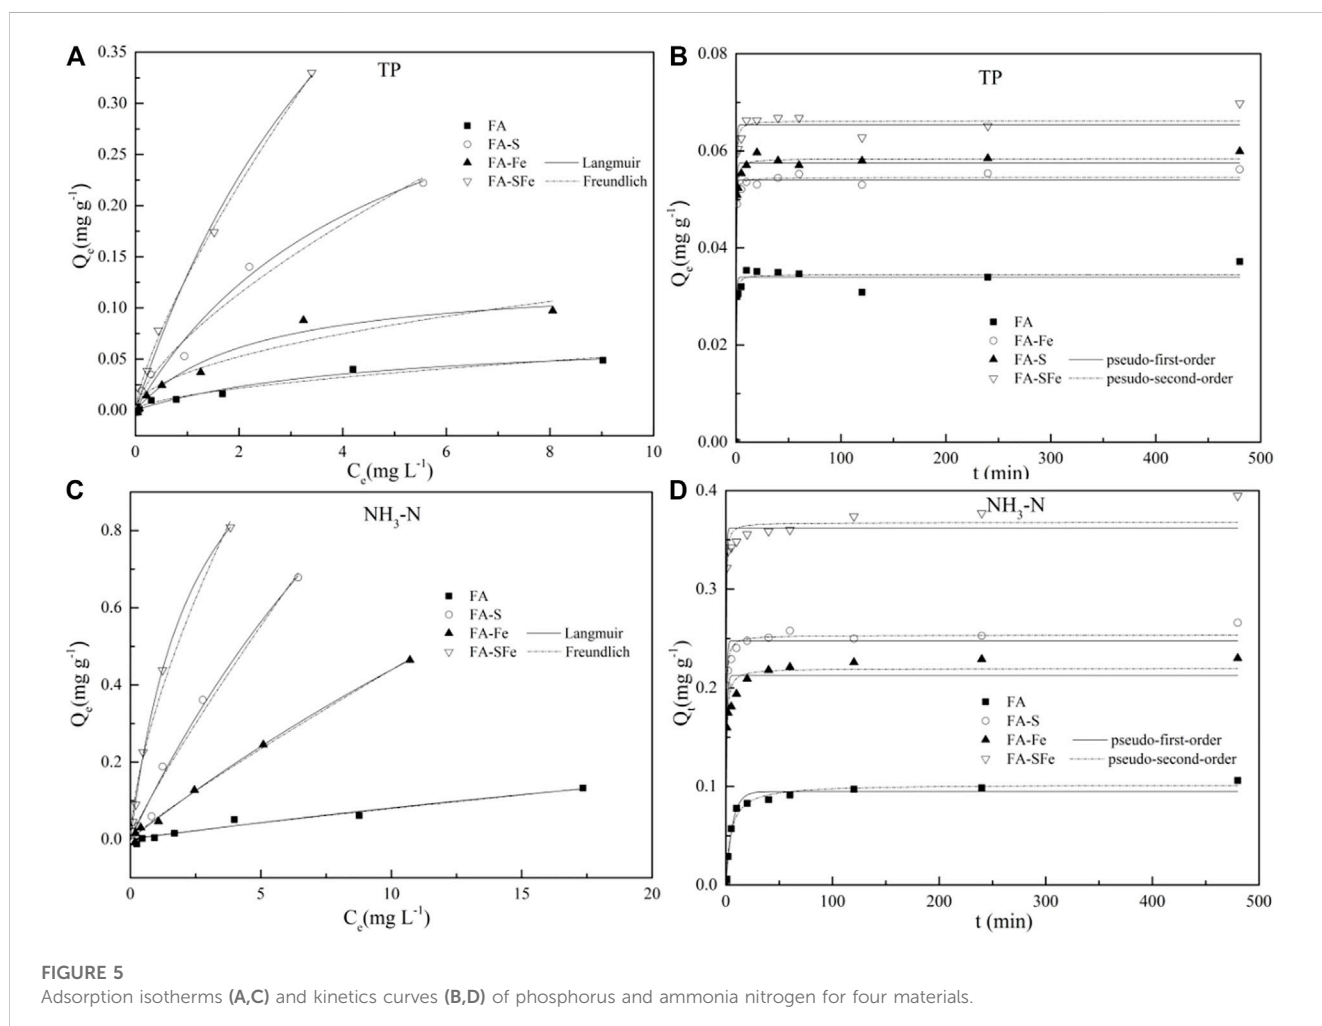 A
TP
0.35
0.30
0.25
0.20
0.15
0.10
0.05
0.00
Qe(mg g-1)
FA
FA-S
FA-Fe
FA-SFe
Langmuir
Freundlich
0
2
4
6
8
10
Ce(mg L-1)
B
TP
0.08
0.06
0.04
0.02
0.00
Qe(mg g-1)
FA
FA-Fe
FA-S
FA-SFe
pseudo-first-order
pesudo-second-order
0
100
200
300
400
500
t (min)
C
NH3-N
0.8
0.6
0.4
0.2
0.0
Qe(mg g-1)
FA
FA-S
FA-Fe
FA-SFe
Langmuir
Freundlich
0
5
10
15
20
Ce(mg L-1)
D
NH3-N
0.4
0.3
0.2
0.1
0.0
Qt(mg g-1)
FA
FA-S
FA-Fe
FA-SFe
pseudo-first-order
pseudo-second-order
0
100
200
300
400
500
t (min)
FIGURE 5
Adsorption isotherms (A,C) and kinetics curves (B,D) of phosphorus and ammonia nitrogen for four materials.